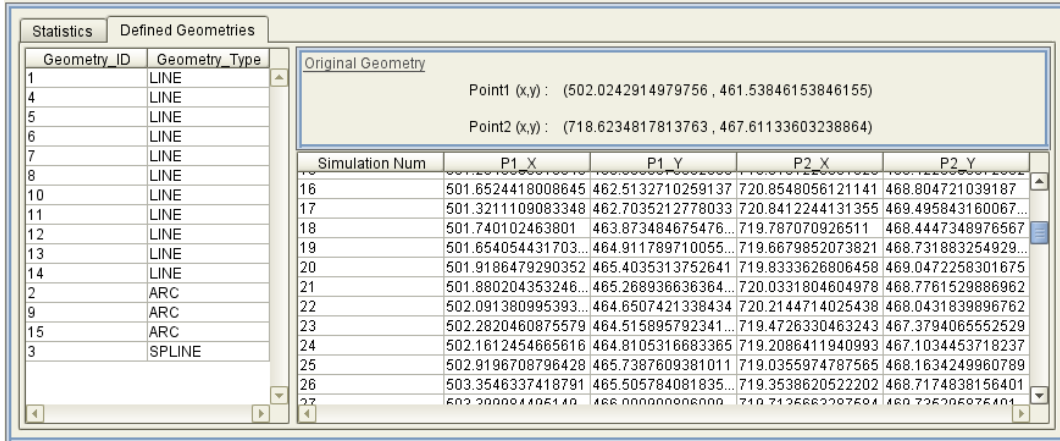 Statistics Defined Geometries
Geometry_ID Geometry_Type
1 LINE
4 LINE
5 LINE
6 LINE
7 LINE
8 LINE
10 LINE
11 LINE
12 LINE
13 LINE
14 LINE
2 ARC
9 ARC
15 ARC
3 SPLINE
Original Geometry
Point1 (x,y) : (502.0242914979756 , 461.53846153846155)
Point2 (x,y) : (718.6234817813763 , 467.61133603238864)
Simulation Num P1_X P1_Y P2_X P2_Y
16 501.6524418008645 462.5132710259137 720.8548056121141 468.804721039187
17 501.3211109083348 462.7035212778033 720.8412244131355 469.495843160067...
18 501.740102463801 463.873484675476... 719.787070926511 468.4447348976567
19 501.654054431703... 464.911789710055... 719.6679852073821 468.731883254929...
20 501.9186479290352 465.4035313752641 719.8333626806458 469.04722258301675
21 501.880204353246... 465.268936636364... 720.0331804604978 468.7761529886962
22 502.091380995393... 464.6507421338434 720.2144714025438 468.0431839896762
23 502.2820460875579 464.515895792341... 719.4726330463243 467.3794065552529
24 502.1612454665616 464.8105316683365 719.2086411940993 467.1034453718237
25 502.9196708796428 465.7387609381011 719.0355974787565 468.1634249960789
26 503.3546337418791 465.505784081835... 719.3538620522202 468.7174838156401